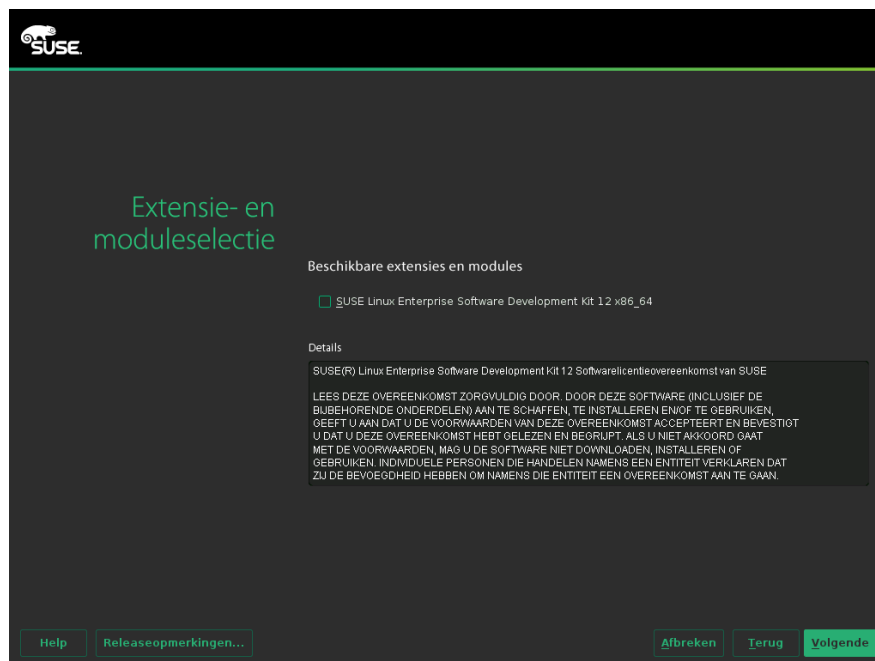 SUSE.
Extensie- en
moduleselectie
Beschikbare extensies en modules
SUSE Linux Enterprise Software Development Kit 12 x86_64
Details
SUSE(R) Linux Enterprise Software Development Kit 12 Softwarelicentieovereenkomst van SUSE
LEES DEZE OVEREENKOMST ZORGVULDIG DOOR. DOOR DEZE SOFTWARE (INCLUSIEF DE
BIJBEHORENDE ONDERDELEN) AAN TE SCHAFFEN, TE INSTALLEREN EN/OF TE GEBRUIKEN,
GEEFT U AAN DAT U DE VOORWAARDEN VAN DEZE OVEREENKOMST ACCEPTEERT EN BEVESTIGT
U DAT U DEZE OVEREENKOMST HEBT GELEZEN EN BEGRIJPT. ALS U NIET AKKOORD GAAT
MET DE VOORWAARDEN, MAG U DE SOFTWARE NIET DOWNLOADEN, INSTALLEREN OF
GEBRUIKEN. INDIVIDUELE PERSONEN DIE HANDELEN NAMENS EEN ENTITEIT VERKLAREN DAT
ZIJ DE BEVOEGDHEID HEBBEN OM NAMENS DIE ENTITEIT EEN OVEREENKOMST AAN TE GAAN.
Help
Releaseopmerkingen...
Afbreken
Terug
Volgende